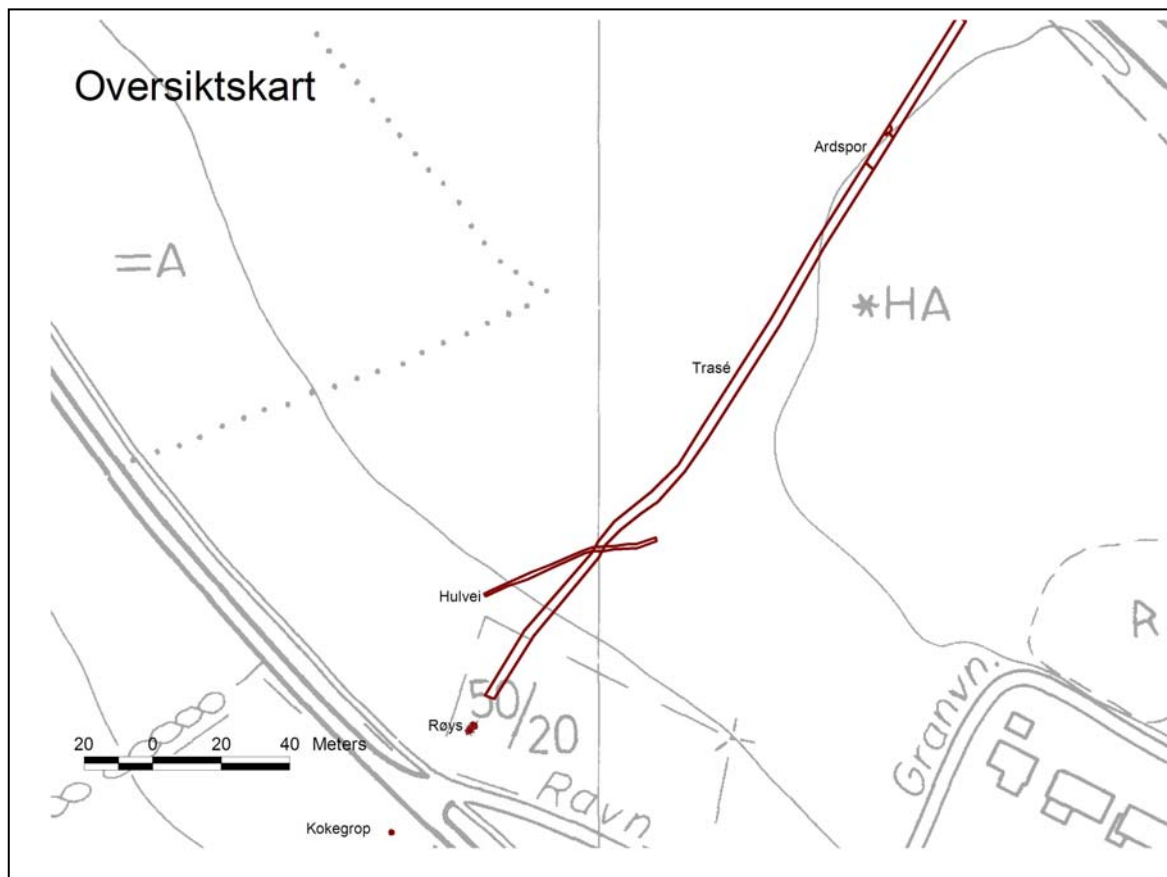 Oversiktskart
Ardspor
=A
*HA
Trasé
Hulvei
R
50/20
Røys
Granvn.
20 0 20 40 Meters
Ravn
Kokegrop